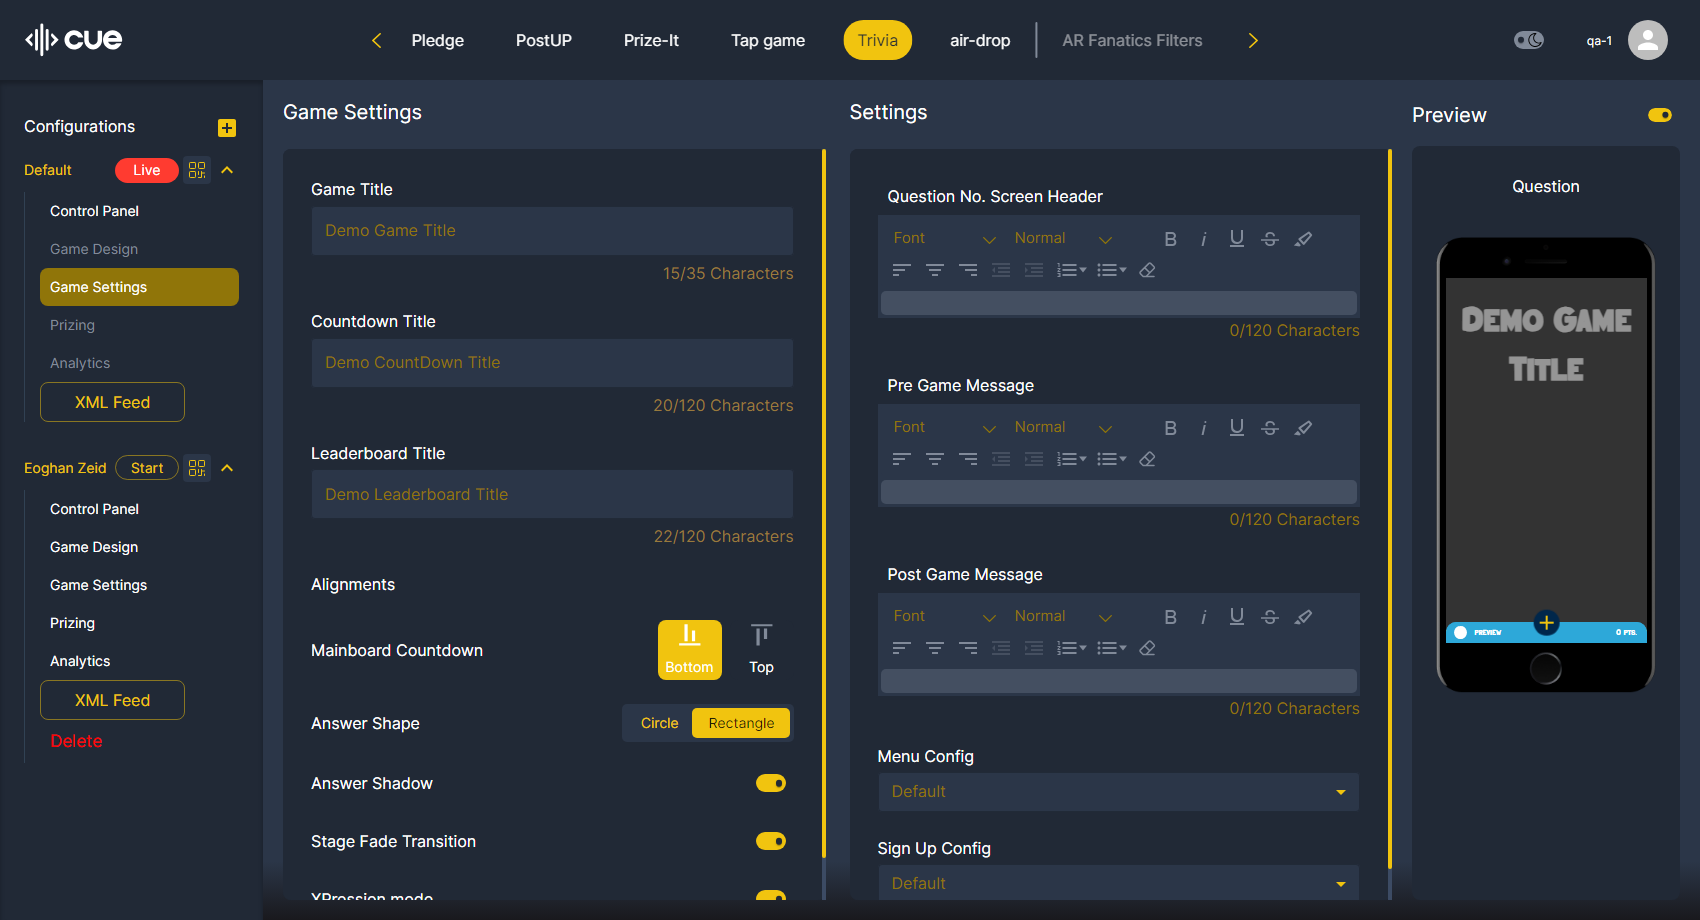 cue
Pledge
PostUP
Prize-It
Tap game
Trivia
air-drop
AR Fanatics Filters
qa-1
Configurations
Default
Live
Control Panel
Game Design
Game Settings
Prizing
Analytics
XML Feed
Eoghan Zeid
Start
Control Panel
Game Design
Game Settings
Prizing
Analytics
XML Feed
Delete
Game Settings
Game Title
Demo Game Title
15/35 Characters
Countdown Title
Demo CountDown Title
20/120 Characters
Leaderboard Title
Demo Leaderboard Title
22/120 Characters
Alignments
Mainboard Countdown
Bottom
Top
Answer Shape
Circle
Rectangle
Answer Shadow
Stage Fade Transition
XPression mode
Settings
Question No. Screen Header
Font
Normal
B i U S
0/120 Characters
Pre Game Message
Font
Normal
B i U S
0/120 Characters
Post Game Message
Font
Normal
B i U S
0/120 Characters
Menu Config
Default
Sign Up Config
Default
Preview
Question
Demo Game
Title
PREVIEW
0 PTS.